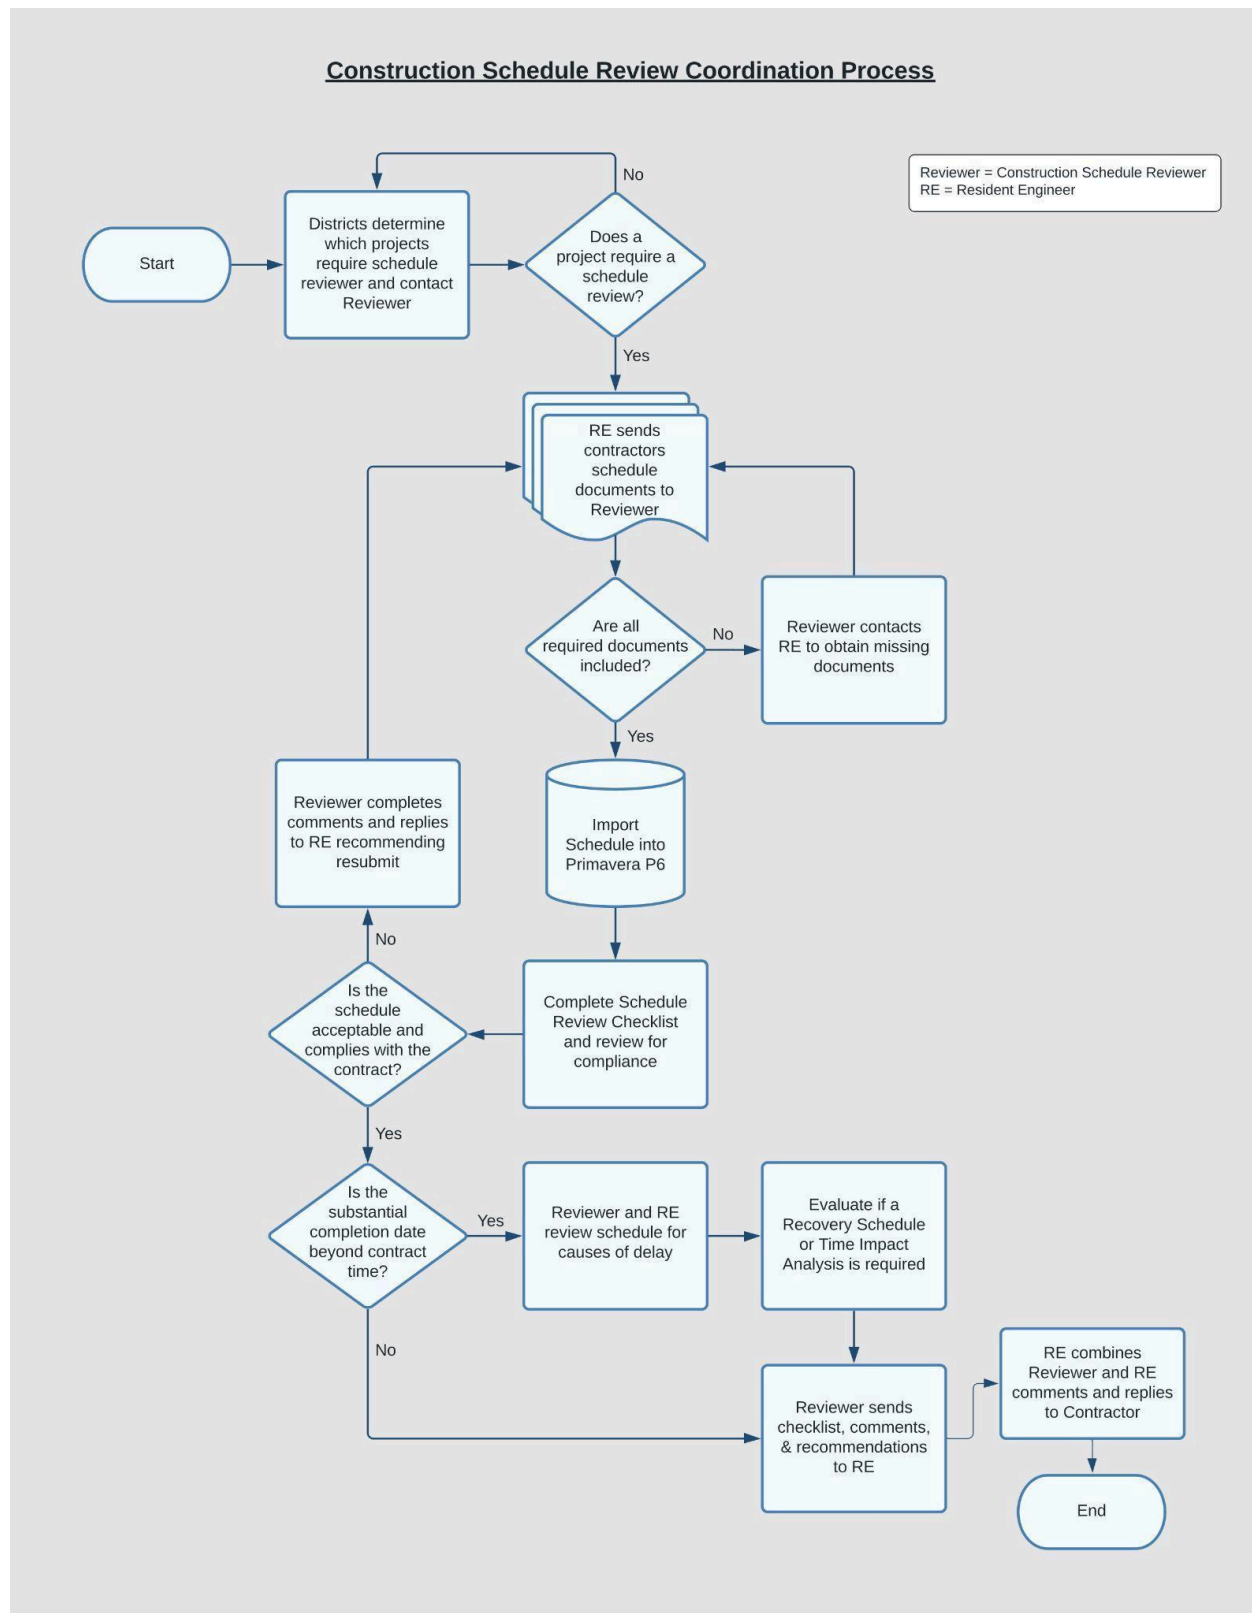 Construction Schedule Review Coordination Process
Reviewer = Construction Schedule Reviewer
RE = Resident Engineer
Start
Districts determine
which projects
require schedule
reviewer and contact
Reviewer
No
Does a
project require a
schedule
review?
Yes
RE sends
contractors
schedule
documents to
Reviewer
Are all
required documents
included?
No
Reviewer contacts
RE to obtain missing
documents
Yes
Import
Schedule into
Primavera P6
Reviewer completes
comments and replies
to RE recommending
resubmit
No
Is the
schedule
acceptable and
complies with the
contract?
Complete Schedule
Review Checklist
and review for
compliance
Yes
Is the
substantial
completion date
beyond contract
time?
Yes
Reviewer and RE
review schedule for
causes of delay
Evaluate if a
Recovery Schedule
or Time Impact
Analysis is required
No
Reviewer sends
checklist, comments,
& recommendations
to RE
RE combines
Reviewer and RE
comments and replies
to Contractor
End